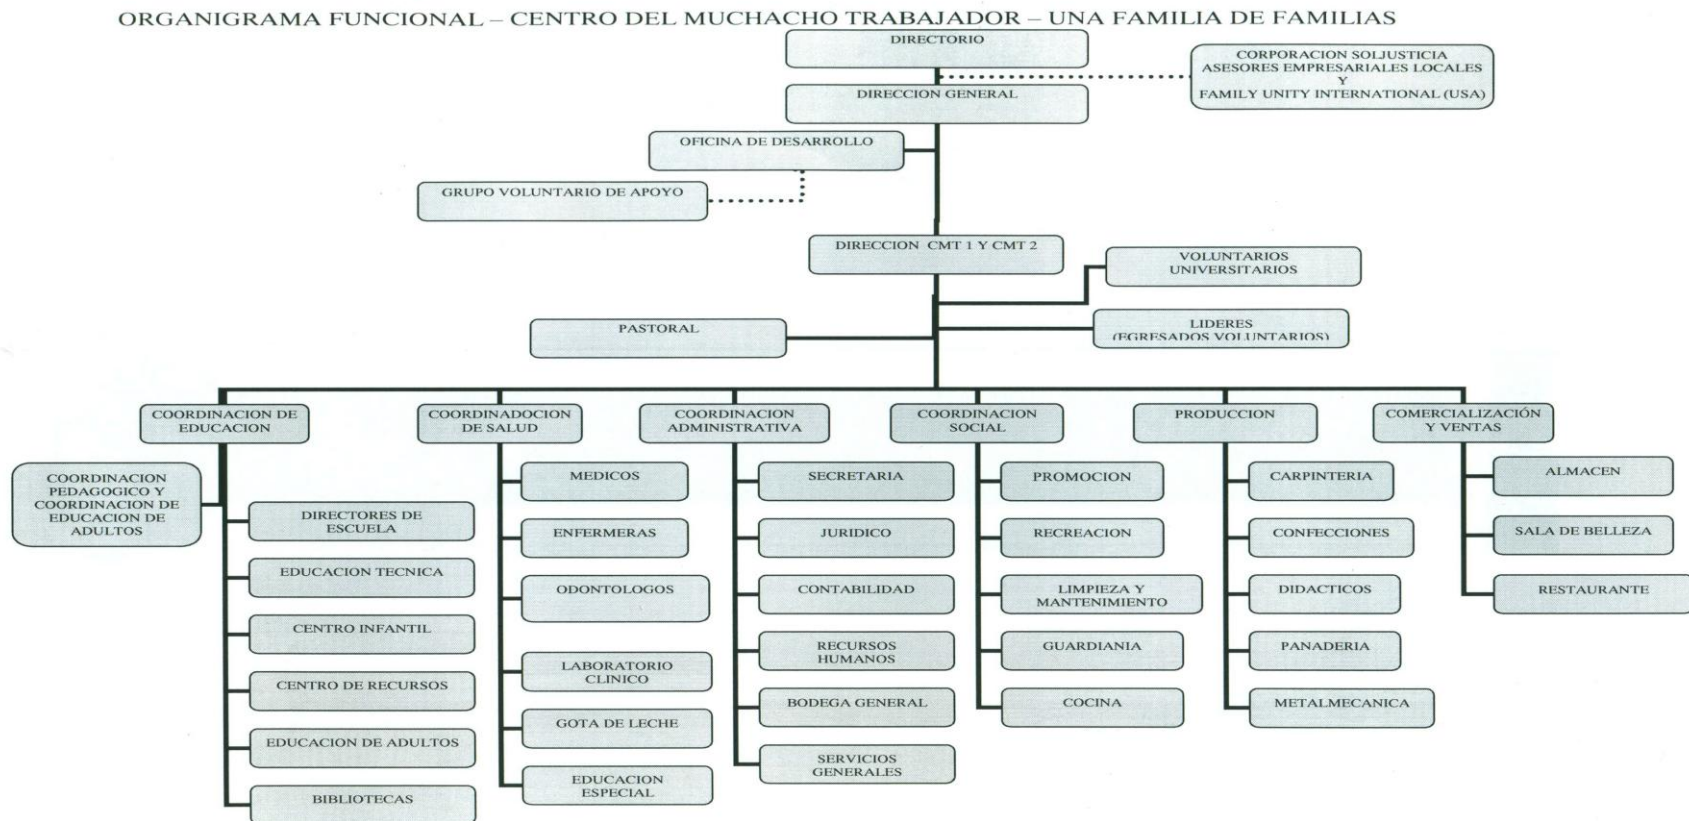 ORGANIGRAMA FUNCIONAL – CENTRO DEL MUCHACHO TRABAJADOR – UNA FAMILIA DE FAMILIAS
DIRECTORIO
CORPORACION SOLJUSTICIA
ASESORES EMPRESARIALES LOCALES
Y
FAMILY UNITY INTERNATIONAL (USA)
DIRECCION GENERAL
OFICINA DE DESARROLLO
GRUPO VOLUNTARIO DE APOYO
DIRECCION CMT 1 Y CMT 2
VOLUNTARIOS
UNIVERSITARIOS
PASTORAL
LIDERES
(EGRESADOS VOLUNTARIOS)
COORDINACION DE
EDUCACION
COORDINACION
PEDAGOGICO Y
COORDINACION DE
EDUCACION DE
ADULTOS
DIRECTORES DE
ESCUELA
EDUCACION TECNICA
CENTRO INFANTIL
CENTRO DE RECURSOS
EDUCACION DE ADULTOS
BIBLIOTECAS
COORDINADOCION
DE SALUD
MEDICOS
ENFERMERAS
ODONTOLOGOS
LABORATORIO
CLINICO
GOTA DE LECHE
EDUCACION
ESPECIAL
COORDINACION
ADMINISTRATIVA
SECRETARIA
JURIDICO
CONTABILIDAD
RECURSOS
HUMANOS
BODEGA GENERAL
SERVICIOS
GENERALES
COORDINACION
SOCIAL
PROMOCION
RECREACION
LIMPIEZA Y
MANTENIMIENTO
GUARDIANIA
COCINA
PRODUCCION
CARPINTERIA
CONFECCIONES
DIDACTICOS
PANADERIA
METALMECANICA
COMERCIALIZACIÓN
Y VENTAS
ALMACEN
SALA DE BELLEZA
RESTAURANTE